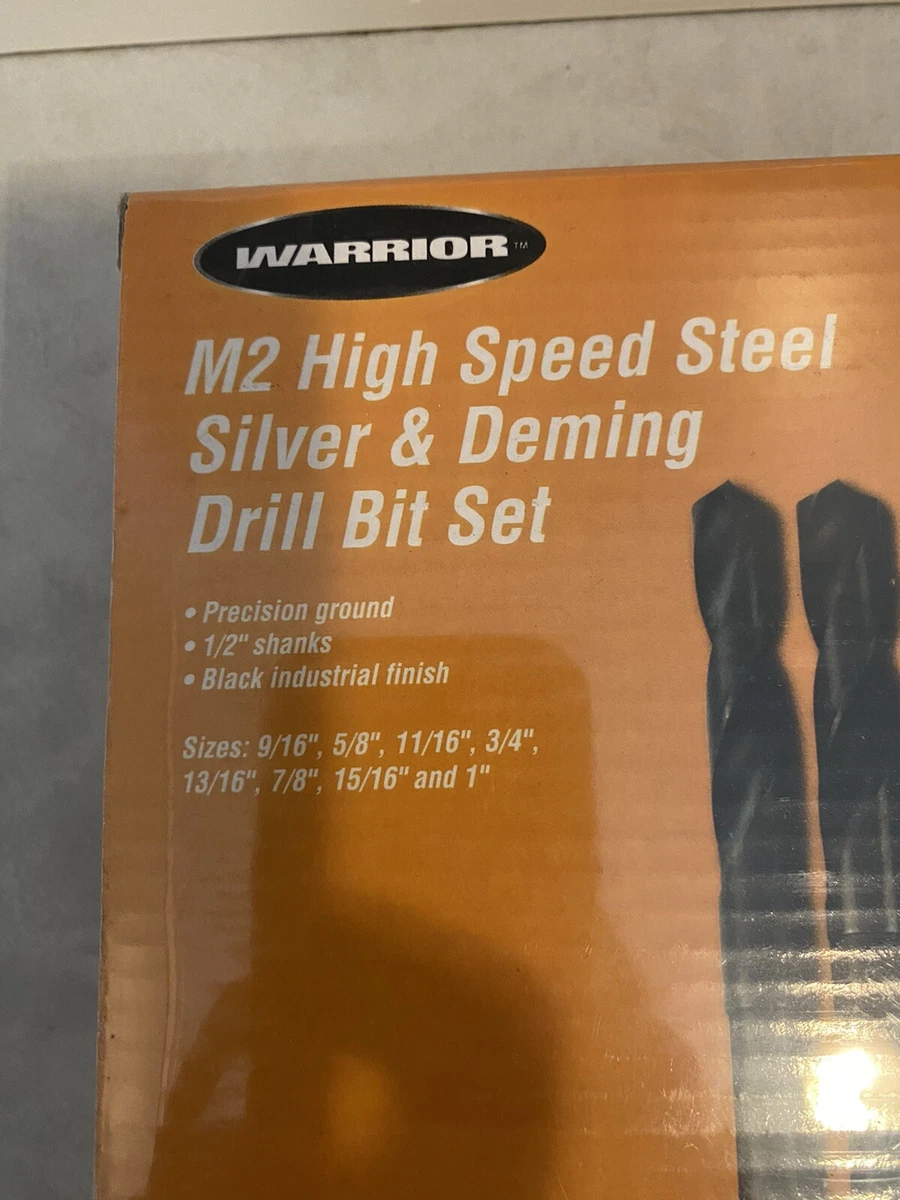 WARRIOR™
M2 High Speed Steel
Silver & Deming
Drill Bit Set
• Precision ground
• 1/2" shanks
• Black industrial finish
Sizes: 9/16", 5/8", 11/16", 3/4",
13/16", 7/8", 15/16" and 1"